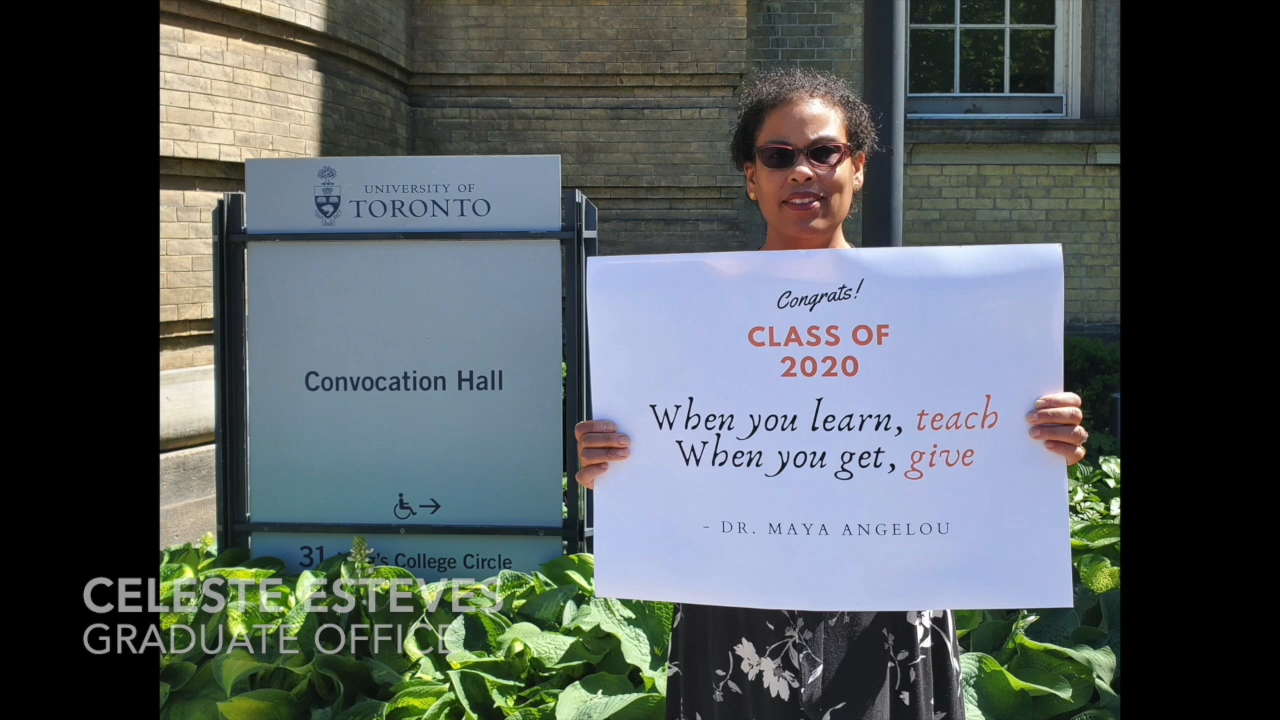 UNIVERSITY OF
TORONTO
Convocation Hall
31 King's College Circle
Congrats!
CLASS OF
2020
When you learn, teach
When you get, give
- DR. MAYA ANGELOU
CELESTE ESTEVES
GRADUATE OFFICE